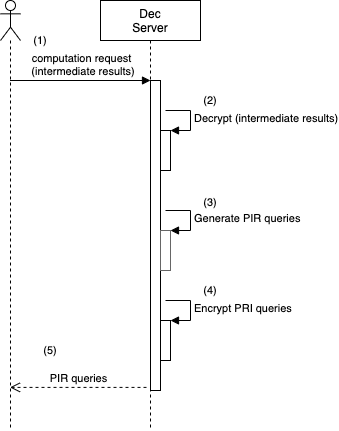 Dec
Server
(1)
computation request
(intermediate results)
(2)
Decrypt (intermediate results)
(3)
Generate PIR queries
(4)
Encrypt PRI queries
(5)
PIR queries